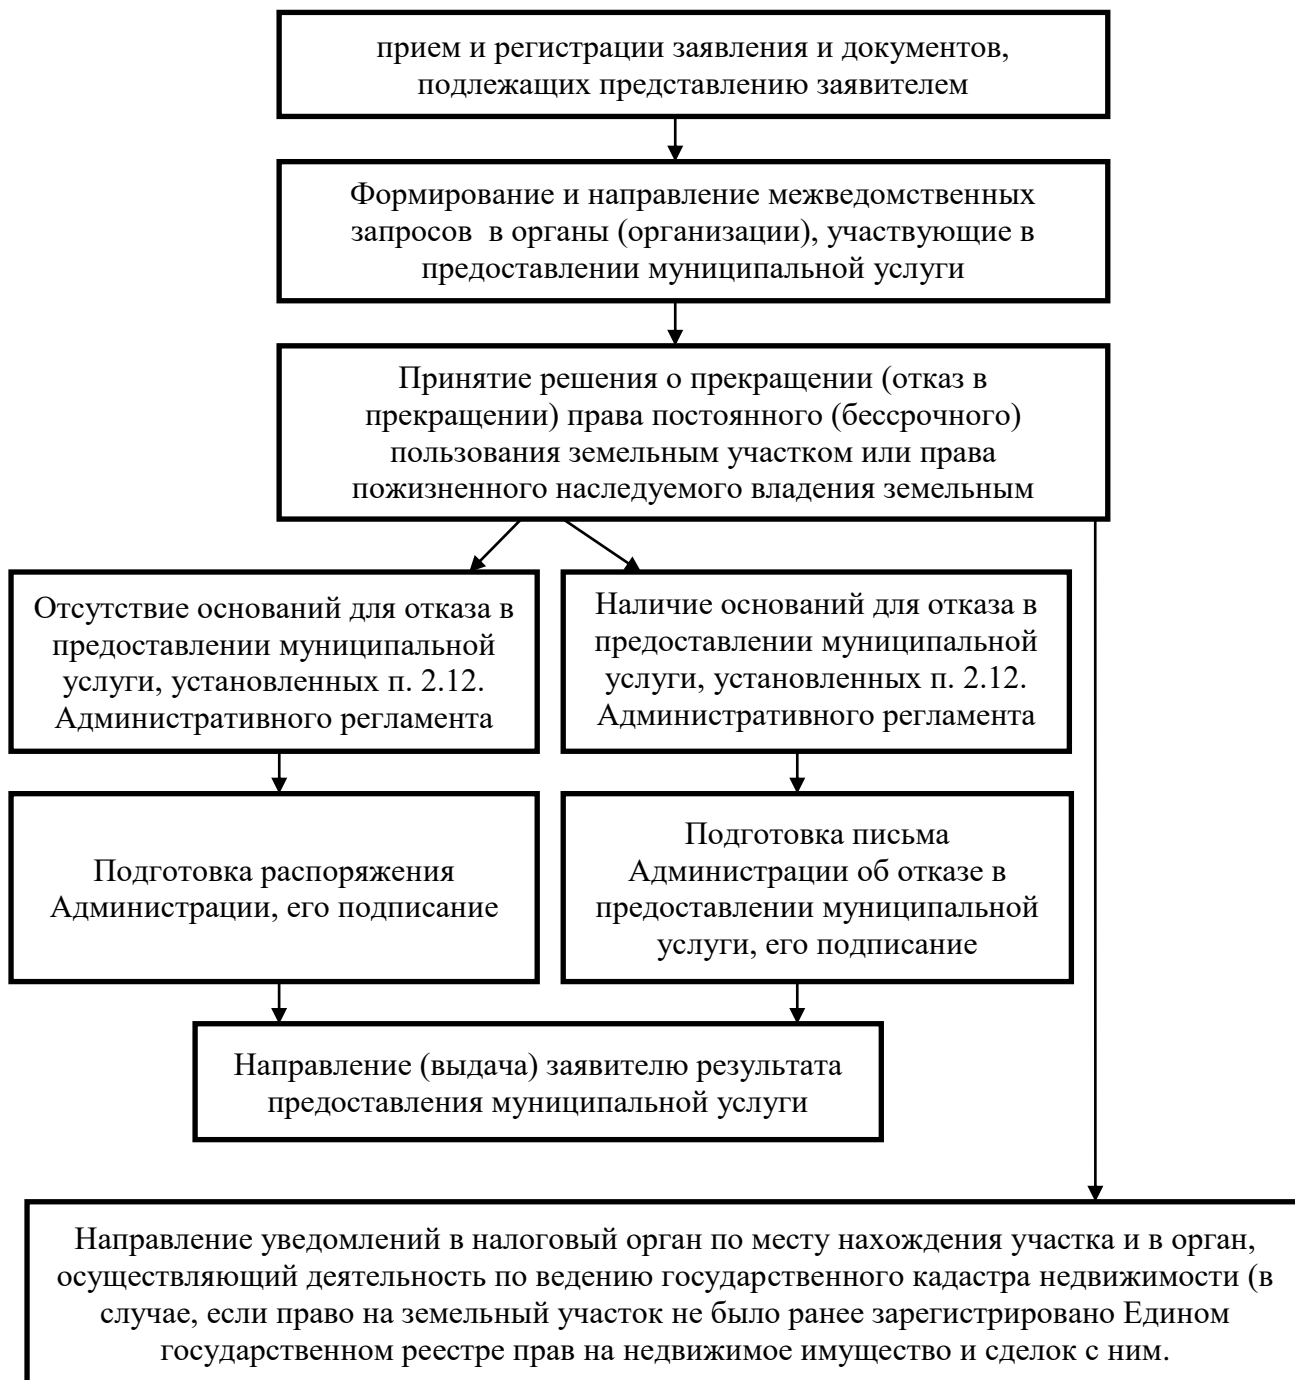 прием и регистрации заявления и документов,
подлежащих представлению заявителем
Формирование и направление межведомственных
запросов  в органы (организации), участвующие в
предоставлении муниципальной услуги
Принятие решения о прекращении (отказ в
прекращении) права постоянного (бессрочного)
пользования земельным участком или права
пожизненного наследуемого владения земельным
Отсутствие оснований для отказа в
предоставлении муниципальной
услуги, установленных п. 2.12.
Административного регламента
Наличие оснований для отказа в
предоставлении муниципальной
услуги, установленных п. 2.12.
Административного регламента
Подготовка распоряжения
Администрации, его подписание
Подготовка письма
Администрации об отказе в
предоставлении муниципальной
услуги, его подписание
Направление (выдача) заявителю результата
предоставления муниципальной услуги
Направление уведомлений в налоговый орган по месту нахождения участка и в орган,
осуществляющий деятельность по ведению государственного кадастра недвижимости (в
случае, если право на земельный участок не было ранее зарегистрировано Едином
государственном реестре прав на недвижимое имущество и сделок с ним.